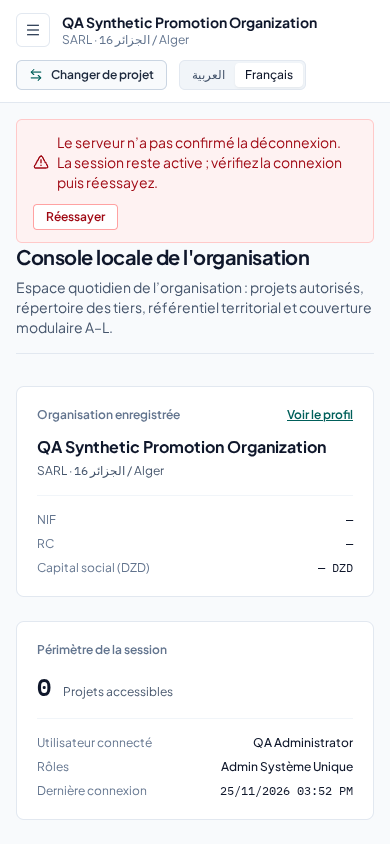 QA Synthetic Promotion Organization
SARL · 16 الجزائر / Alger
Changer de projet
العربية
Français
Le serveur n'a pas confirmé la déconnexion.
La session reste active ; vérifiez la connexion
puis réessayez.
Réessayer
Console locale de l'organisation
Espace quotidien de l'organisation : projets autorisés,
répertoire des tiers, référentiel territorial et couverture
modulaire A–L.
Organisation enregistrée
Voir le profil
QA Synthetic Promotion Organization
SARL · 16 الجزائر / Alger
NIF —
RC —
Capital social (DZD) — DZD
Périmètre de la session
0 Projets accessibles
Utilisateur connecté QA Administrator
Rôles Admin Système Unique
Dernière connexion 25/11/2026 03:52 PM